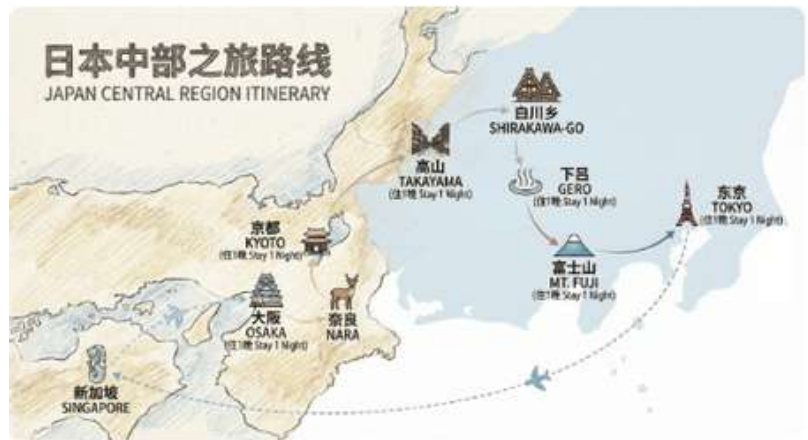 日本中部之旅路线
JAPAN CENTRAL REGION ITINERARY
白川乡
SHIRAKAWA-GO
高山
TAKAYAMA
(住1晚 Stay 1 Night)
下吕
GERO
(住1晚 Stay 1 Night)
东京
TOKYO
(住1晚 Stay 1 Night)
京都
KYOTO
(住1晚 Stay 1 Night)
富士山
MT. FUJI
(住1晚 Stay 1 Night)
大阪
OSAKA
(住1晚 Stay 1 Night)
奈良
NARA
新加坡
SINGAPORE